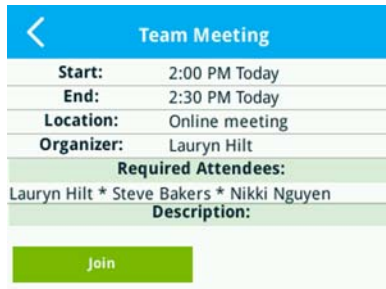 Team Meeting
Start: 2:00 PM Today
End: 2:30 PM Today
Location: Online meeting
Organizer: Lauryn Hilt
Required Attendees:
Lauryn Hilt * Steve Bakers * Nikki Nguyen
Description:
Join